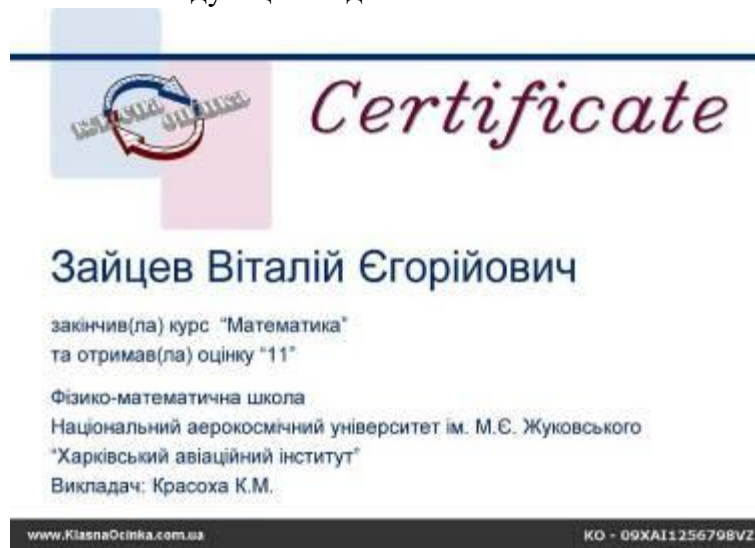 Certificate
Зайцев Віталій Єгорійович
закінчив(ла) курс "Математика"
та отримав(ла) оцінку "11"
Фізико-математична школа
Національний аерокосмічний університет ім. М.Є. Жуковського
"Харківський авіаційний інститут"
Викладач: Красоха К.М.
www.KlasnaOcinka.com.ua
КО - 09XAI1256798VZ